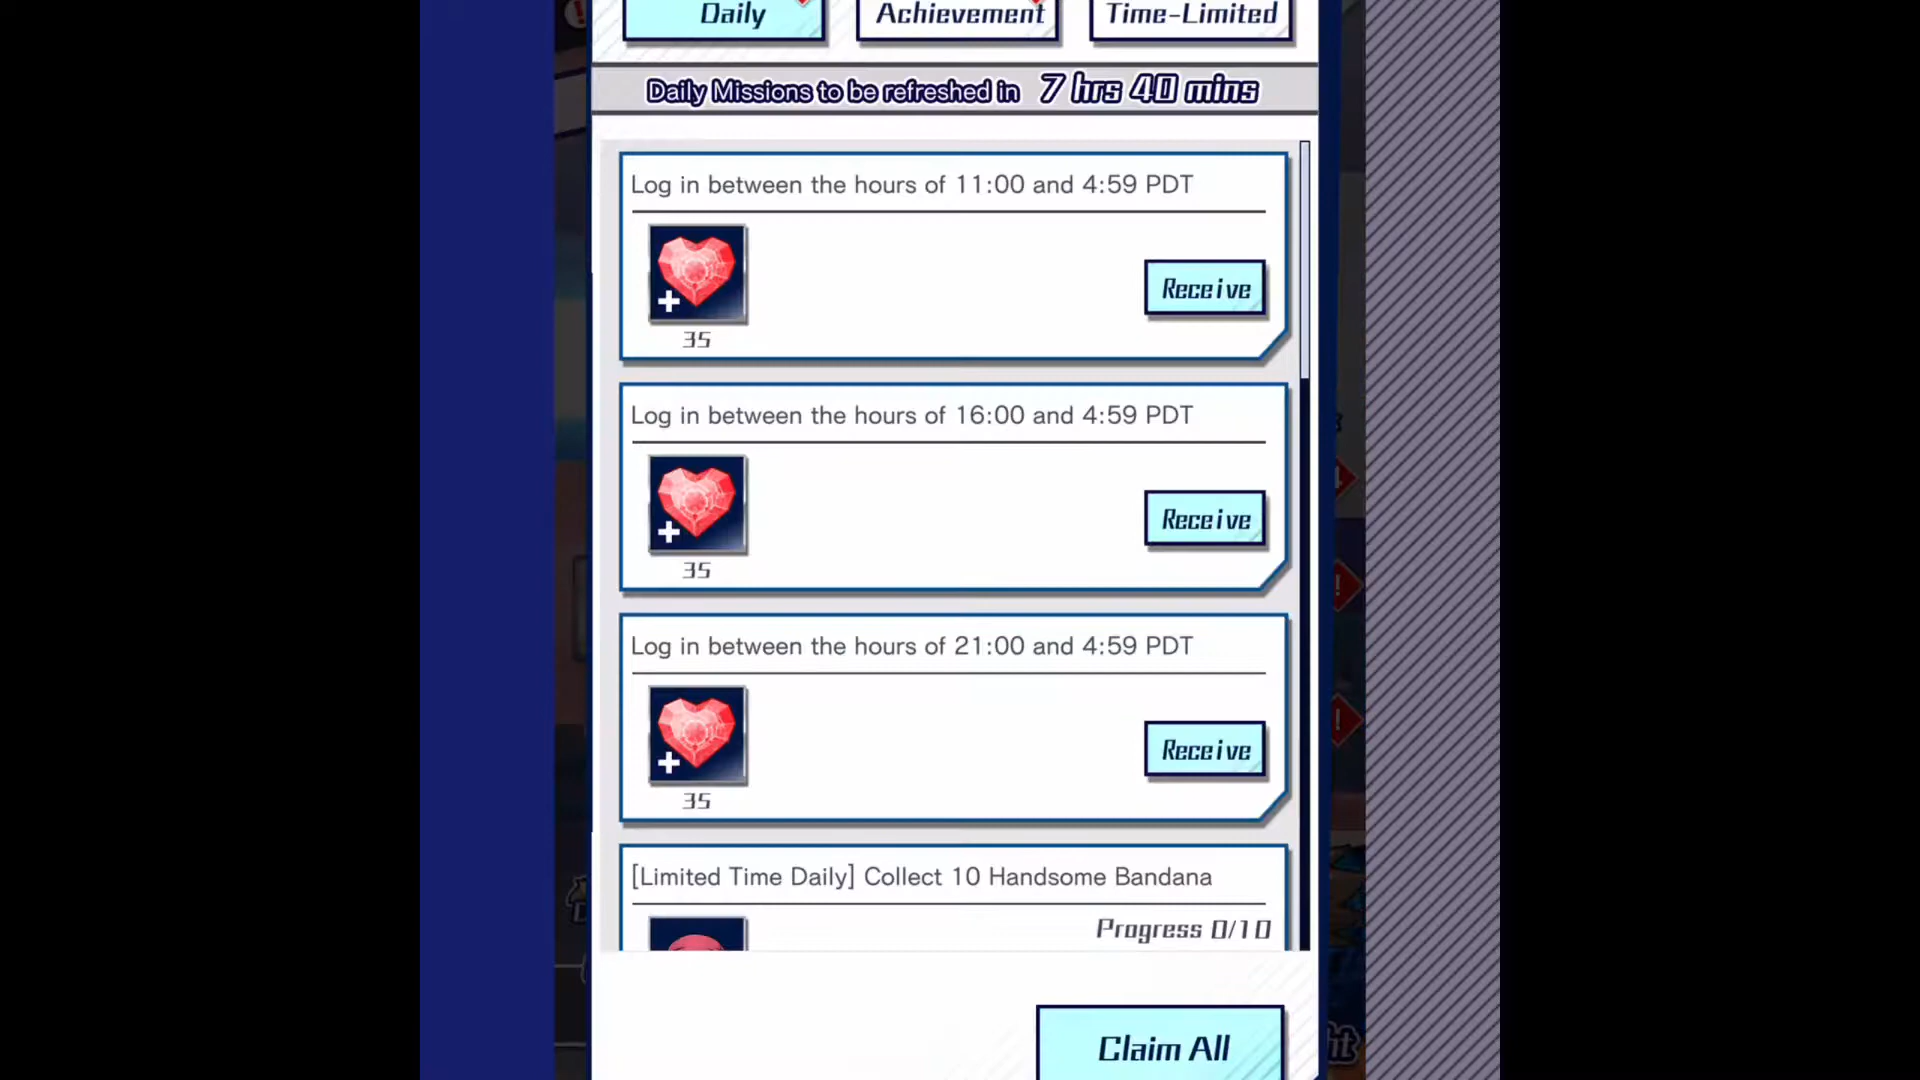 Daily
Achievement
Time-Limited
Daily Missions to be refreshed in 7 hrs 40 mins
Log in between the hours of 11:00 and 4:59 PDT
Receive
35
Log in between the hours of 16:00 and 4:59 PDT
Receive
35
Log in between the hours of 21:00 and 4:59 PDT
Receive
35
[Limited Time Daily] Collect 10 Handsome Bandana
Progress 0/10
Claim All